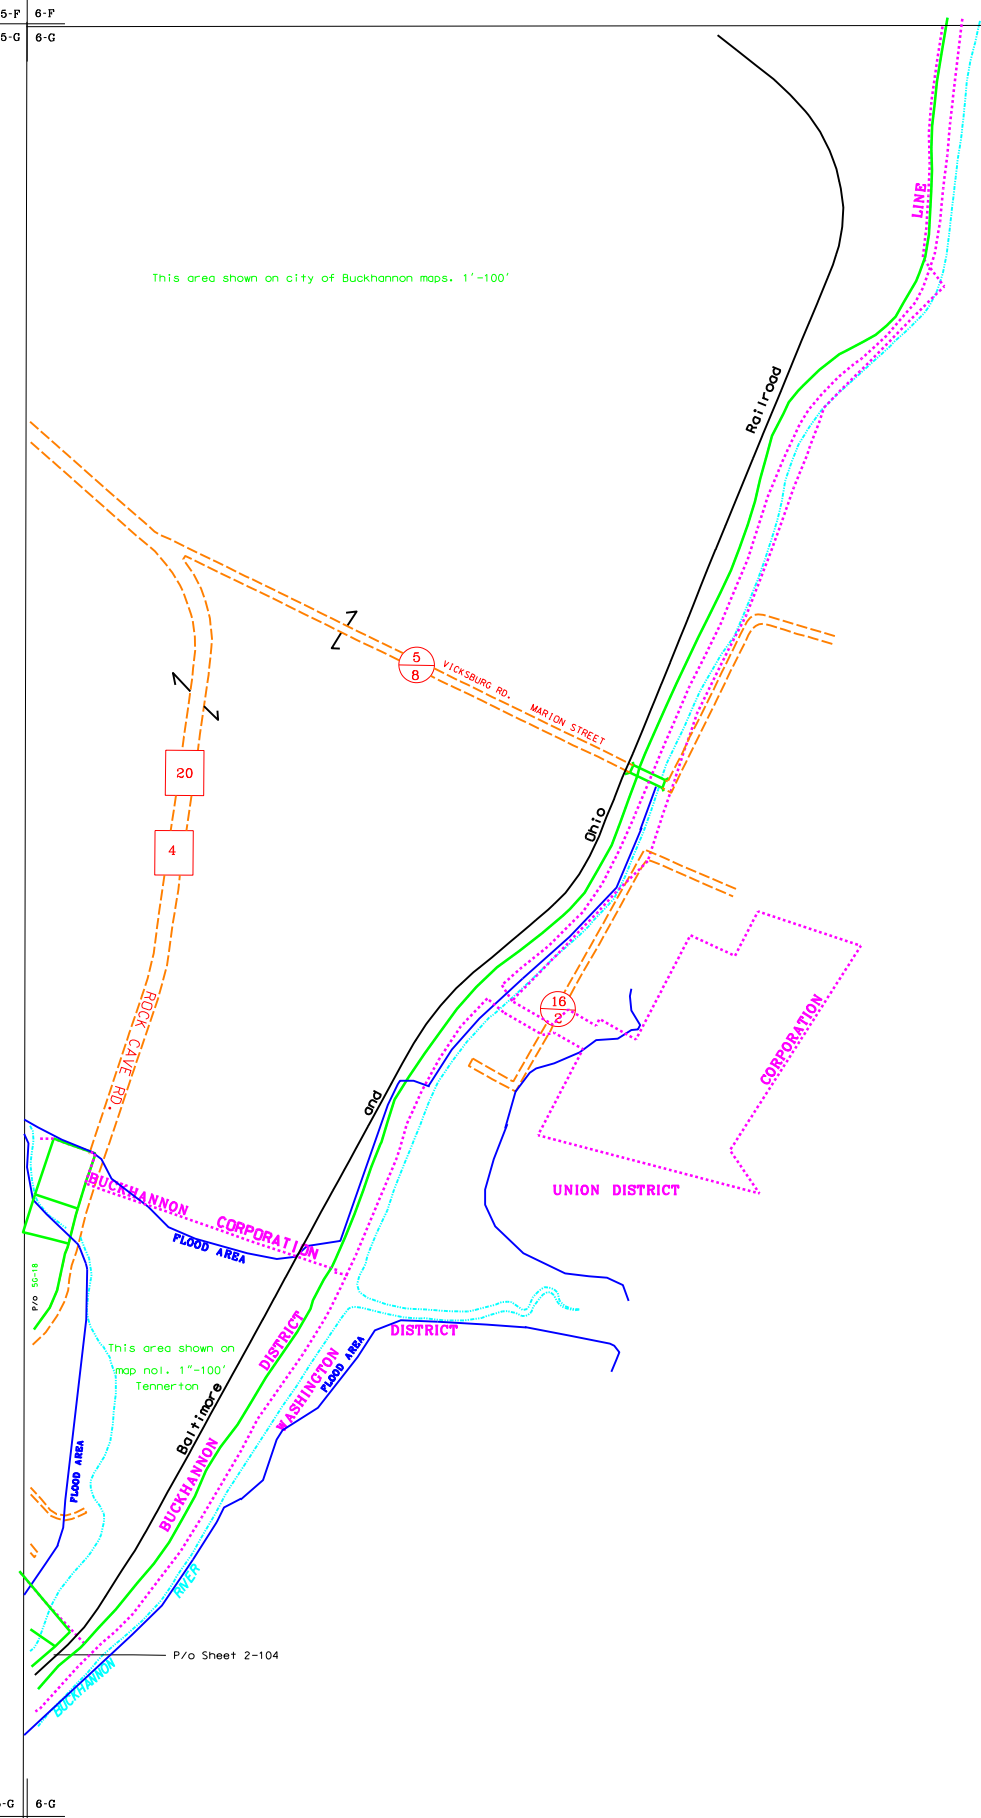 5-F 6-F
5-G 6-G
LINE
This area shown on city of Buckhannon maps. 1'-100'
Railroad
5
8
VICKSBURG RD.
MARION STREET
20
Ohio
4
16
2
CORPORATION
ROCK CAVE RD.
and
BUCKHANNON
CORPORATION
UNION DISTRICT
FLOOD AREA
P/o 5G-18
DISTRICT
DISTRICT
This area shown on
map no1. 1"-100'
Tennerton
WASHINGTON
FLOOD AREA
Baltimore
BUCKHANNON
FLOOD AREA
RIVER
P/o Sheet 2-104
BUCKHANNON
-G 6-G